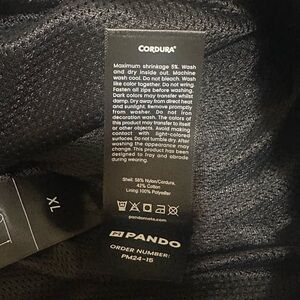 CORDURA®
Maximum shrinkage 5%. Wash
and dry inside out. Machine
wash cool. Do not bleach. Wash
like color together. Do not wring.
Fasten all zips before washing.
Dark colors may transfer whilst
damp. Dry away from direct heat
and sunlight. Remove promptly
from washer. Do not iron
decoration wash. The colors of
this product may transfer to itself
or other objects. Avoid making
contact with light-colored
surfaces. Do not tumble dry. After
washing the appearance may
change. This product has been
designed to fray and abrade
during wearing.
Shell: 58% Nylon/Cordura,
42% Cotton
Lining 100% Polyester
pandomoto.com
PANDO
ORDER NUMBER:
PM24-15
XL